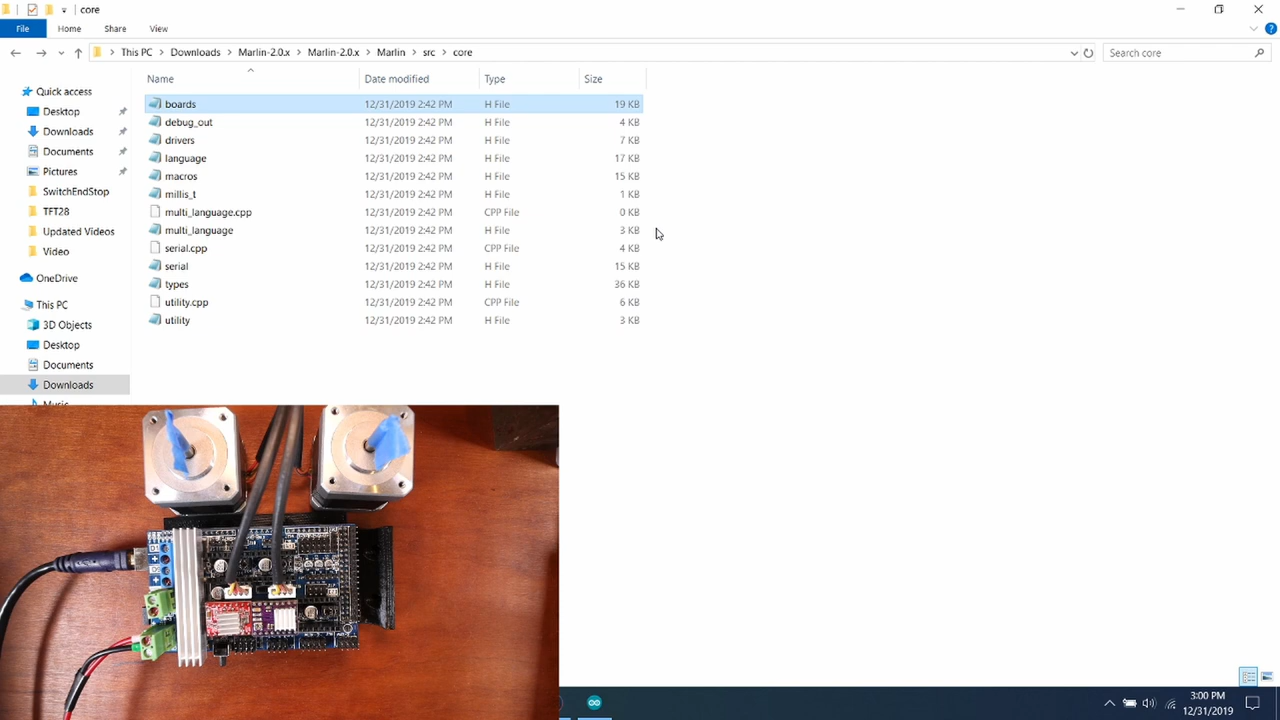 core
File Home Share View
This PC Downloads Marlin-2.0.x Marlin-2.0.x Marlin src core
Search core
Name Date modified Type Size
Quick access
Desktop
Downloads
Documents
Pictures
SwitchEndStop
TFT28
Updated Videos
Video
OneDrive
This PC
3D Objects
Desktop
Documents
Downloads
Music
boards 12/31/2019 2:42 PM H File 19 KB
debug_out 12/31/2019 2:42 PM H File 4 KB
drivers 12/31/2019 2:42 PM H File 7 KB
language 12/31/2019 2:42 PM H File 17 KB
macros 12/31/2019 2:42 PM H File 15 KB
millis_t 12/31/2019 2:42 PM H File 1 KB
multi_language.cpp 12/31/2019 2:42 PM CPP File 0 KB
multi_language 12/31/2019 2:42 PM H File 3 KB
serial.cpp 12/31/2019 2:42 PM CPP File 4 KB
serial 12/31/2019 2:42 PM H File 15 KB
types 12/31/2019 2:42 PM H File 36 KB
utility.cpp 12/31/2019 2:42 PM CPP File 6 KB
utility 12/31/2019 2:42 PM H File 3 KB
3:00 PM
12/31/2019